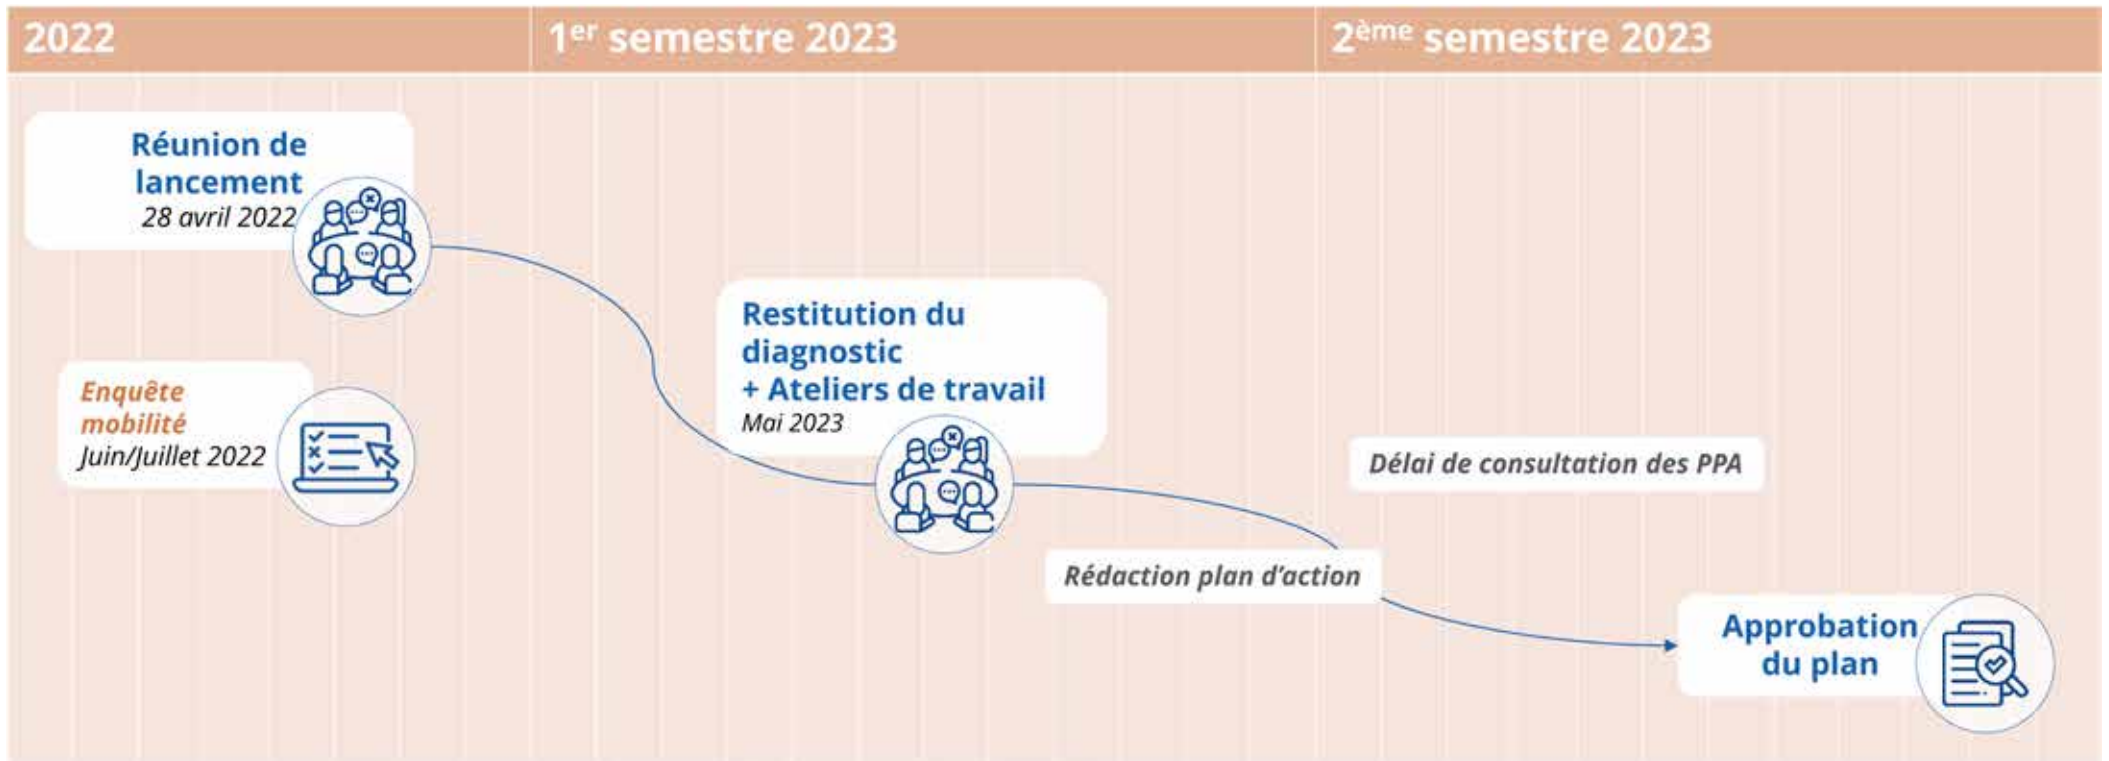 2022
1er semestre 2023
2ème semestre 2023
Réunion de
lancement
28 avril 2022
Enquête
mobilité
Juin/Juillet 2022
Restitution du
diagnostic
+ Ateliers de travail
Mai 2023
Délai de consultation des PPA
Rédaction plan d'action
Approbation
du plan